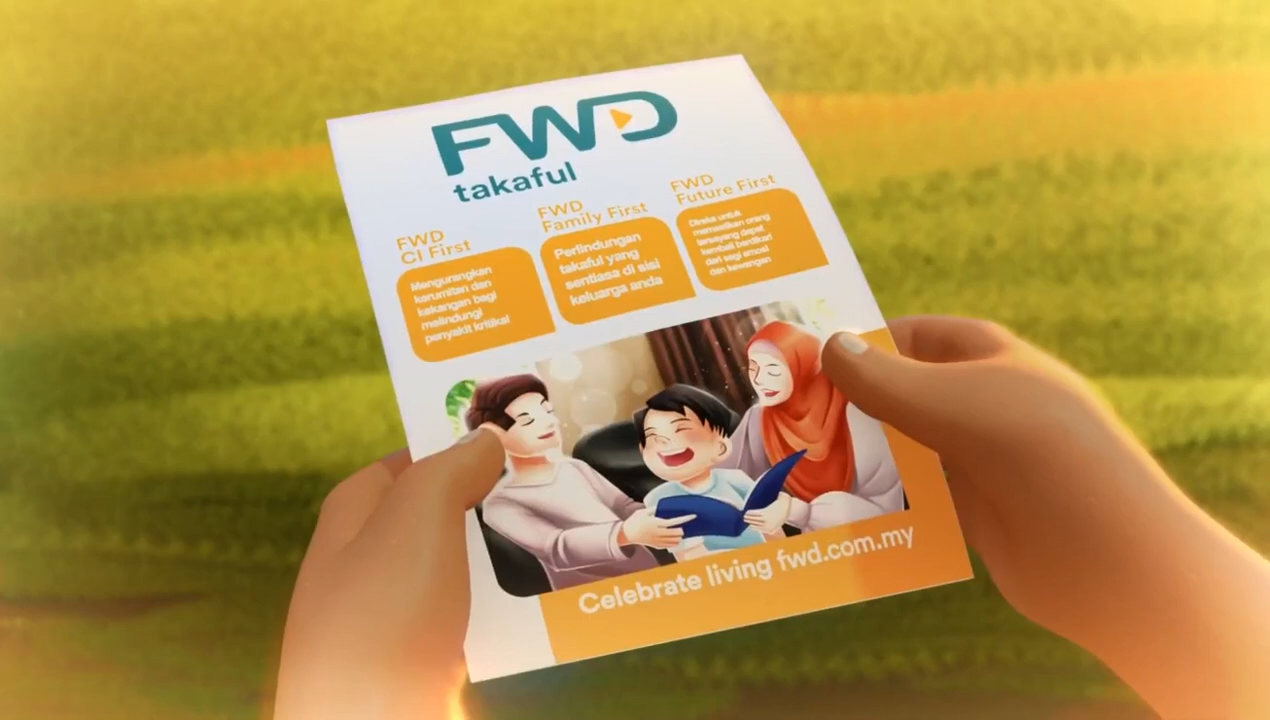 FWD
takaful
FWD
CI First
Mengurangkan
kerumitan dan
kekangan bagi
melindungi
penyakit kritikal
FWD
Family First
Perlindungan
takaful yang
sentiasa di sisi
keluarga anda
FWD
Future First
Direka untuk
memastikan orang
tersayang dapat
kembali berdikari
dari segi emosi
dan kewangan
Celebrate living fwd.com.my